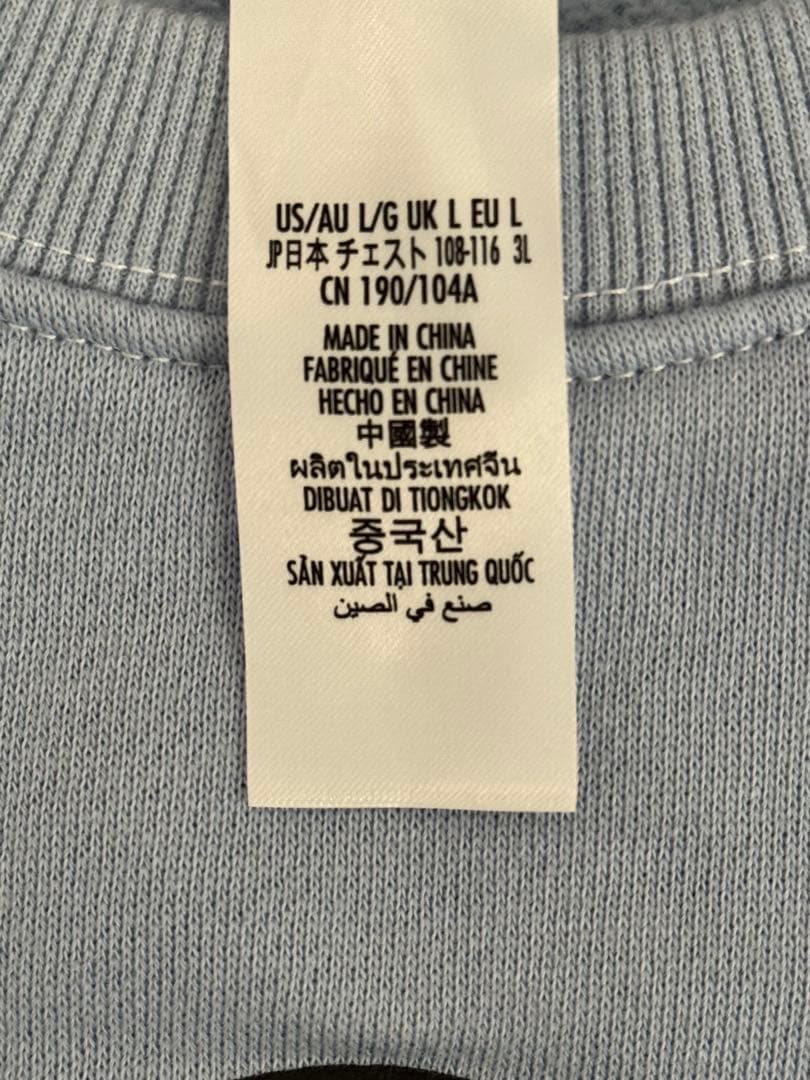 US/AU L/G UK L EU L
JP日本 チェスト 108-116 3L
CN 190/104A
MADE IN CHINA
FABRIQUÉ EN CHINE
HECHO EN CHINA
中國製
ผลิตในประเทศจีน
DIBUAT DI TIONGKOK
중국산
SẢN XUẤT TẠI TRUNG QUỐC
صنع في الصين